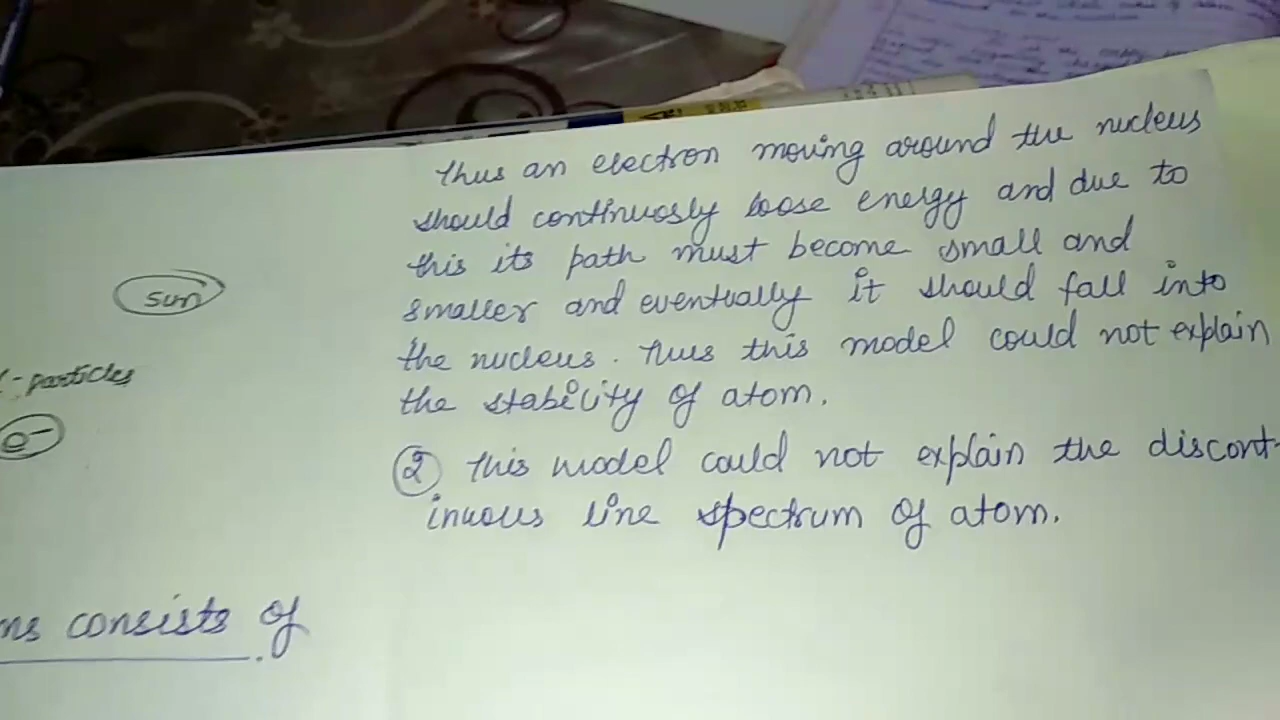 thus an electron moving around the nucleus
should continuosly loose energy and due to
this its path must become small and
smaller and eventually it should fall into
the nucleus. Thus this model could not explain
the stability of atom.
② This model could not explain the discont-
inuous line spectrum of atom.
sun
- particles
e-
ns consists of